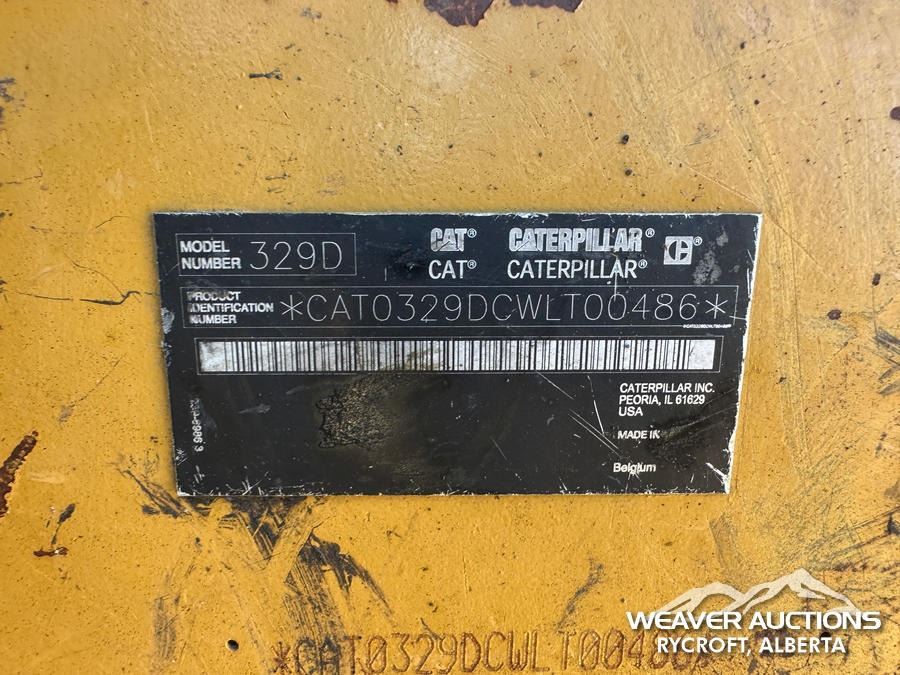 MODEL NUMBER 329D
CAT® CATERPILLAR® C®
CAT® CATERPILLAR®
PRODUCT IDENTIFICATION NUMBER *CAT0329DCWLT00486*
CATERPILLAR INC.
PEORIA, IL 61629
USA
MADE IN
Belgium
*CAT0329DCWLT00486*
WEAVER AUCTIONS
RYCROFT, ALBERTA